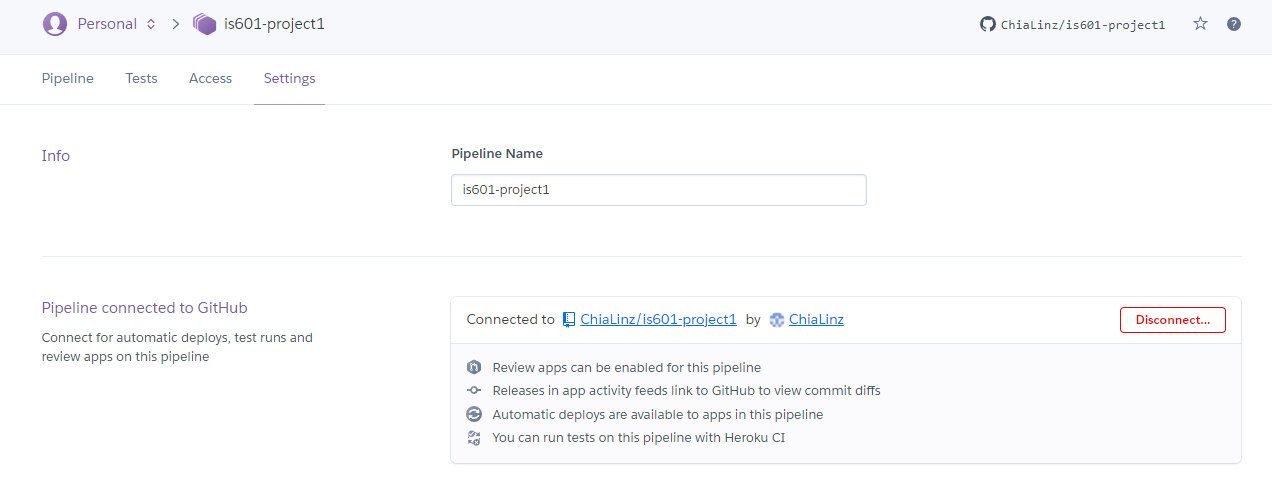 Personal is601-project1 ChiaLinz/is601-project1 ?
Pipeline Tests Access Settings
Info
Pipeline Name
is601-project1
Pipeline connected to GitHub
Connect for automatic deploys, test runs and
review apps on this pipeline
Connected to ChiaLinz/is601-project1 by ChiaLinz Disconnect...
Review apps can be enabled for this pipeline
Releases in app activity feeds link to GitHub to view commit diffs
Automatic deploys are available to apps in this pipeline
You can run tests on this pipeline with Heroku CI